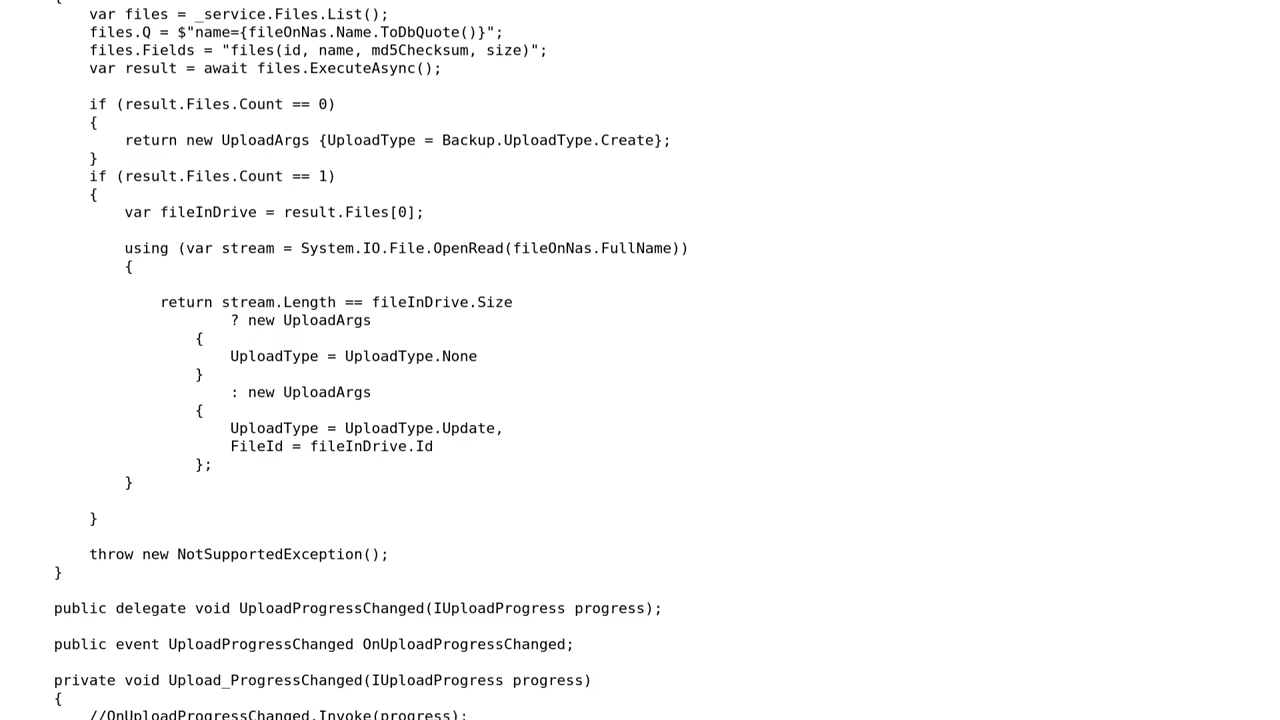 {
var files = _service.Files.List();
files.Q = $"name={fileOnNas.Name.ToDbQuote()}";
files.Fields = "files(id, name, md5Checksum, size)";
var result = await files.ExecuteAsync();
if (result.Files.Count == 0)
{
return new UploadArgs {UploadType = Backup.UploadType.Create};
}
if (result.Files.Count == 1)
{
var fileInDrive = result.Files[0];
using (var stream = System.IO.File.OpenRead(fileOnNas.FullName))
{
return stream.Length == fileInDrive.Size
? new UploadArgs
{
UploadType = UploadType.None
}
: new UploadArgs
{
UploadType = UploadType.Update,
FileId = fileInDrive.Id
};
}
}
throw new NotSupportedException();
}
public delegate void UploadProgressChanged(IUploadProgress progress);
public event UploadProgressChanged OnUploadProgressChanged;
private void Upload_ProgressChanged(IUploadProgress progress)
{
//OnUploadProgressChanged.Invoke(progress);